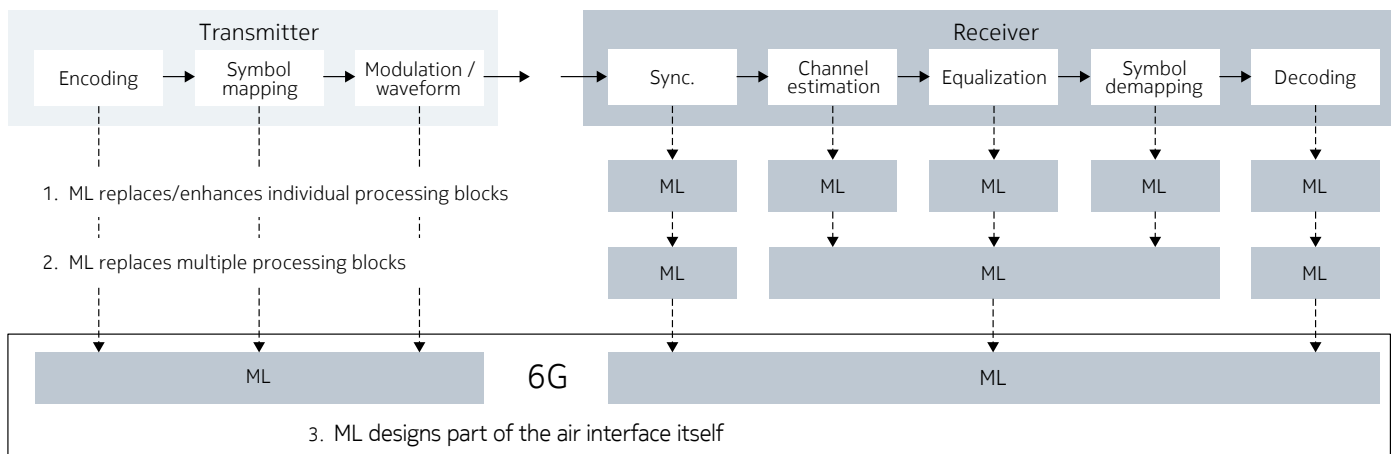 Transmitter
Receiver
Encoding
Symbol
mapping
Modulation /
waveform
Sync.
Channel
estimation
Equalization
Symbol
demapping
Decoding
1. ML replaces/enhances individual processing blocks
ML
ML
ML
ML
ML
2. ML replaces multiple processing blocks
ML
ML
ML
ML
6G
ML
3. ML designs part of the air interface itself